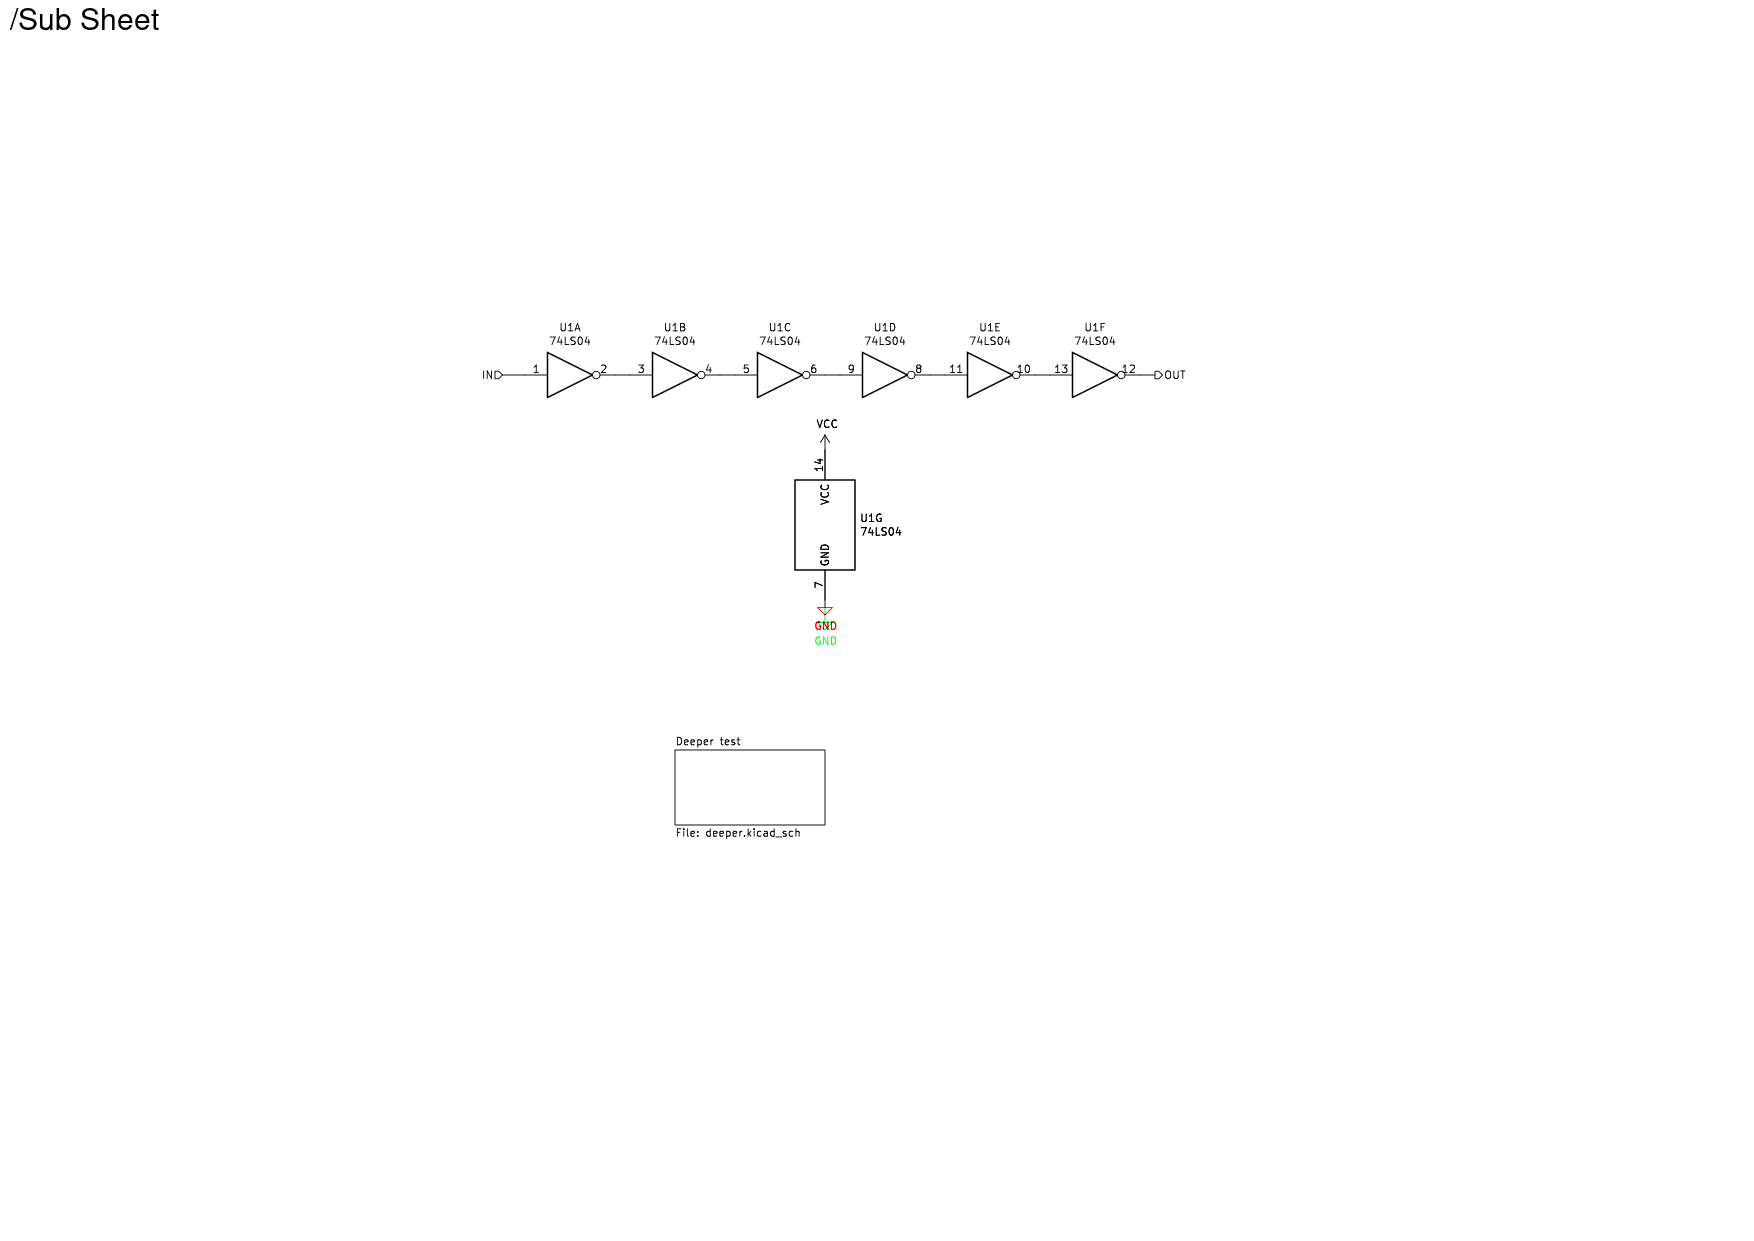 /Sub Sheet
U1A U1B U1C U1D U1E U1F
74LS04 74LS04 74LS04 74LS04 74LS04 74LS04
IN 1 2 3 4 5 6 9 8 11 10 13 12 OUT
VCC
14
VCC
U1G
74LS04
GND
7
GND
GND
Deeper test
File: deeper.kicad_sch